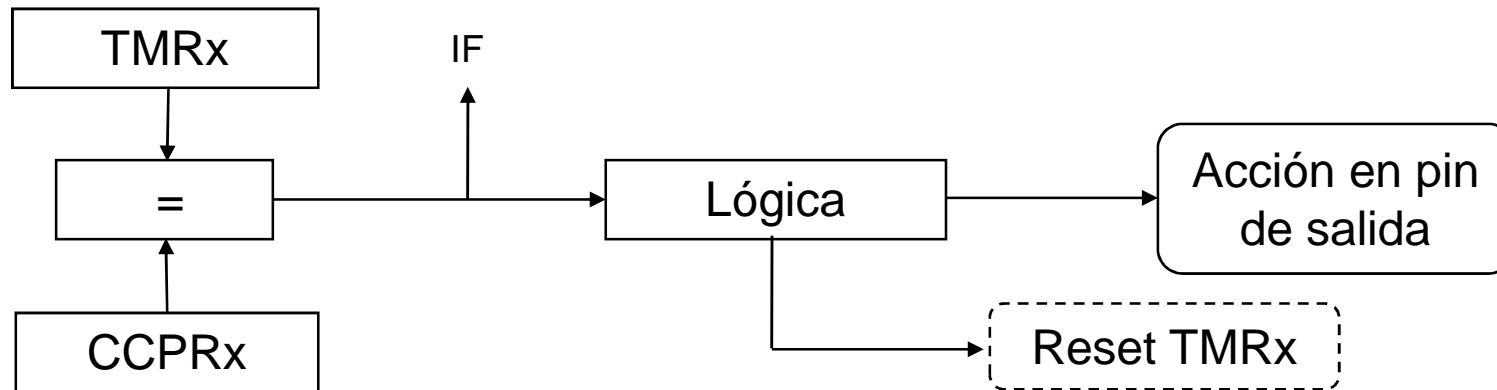 TMRx
IF
=
Lógica
Acción en pin
de salida
CCPRx
Reset TMRx